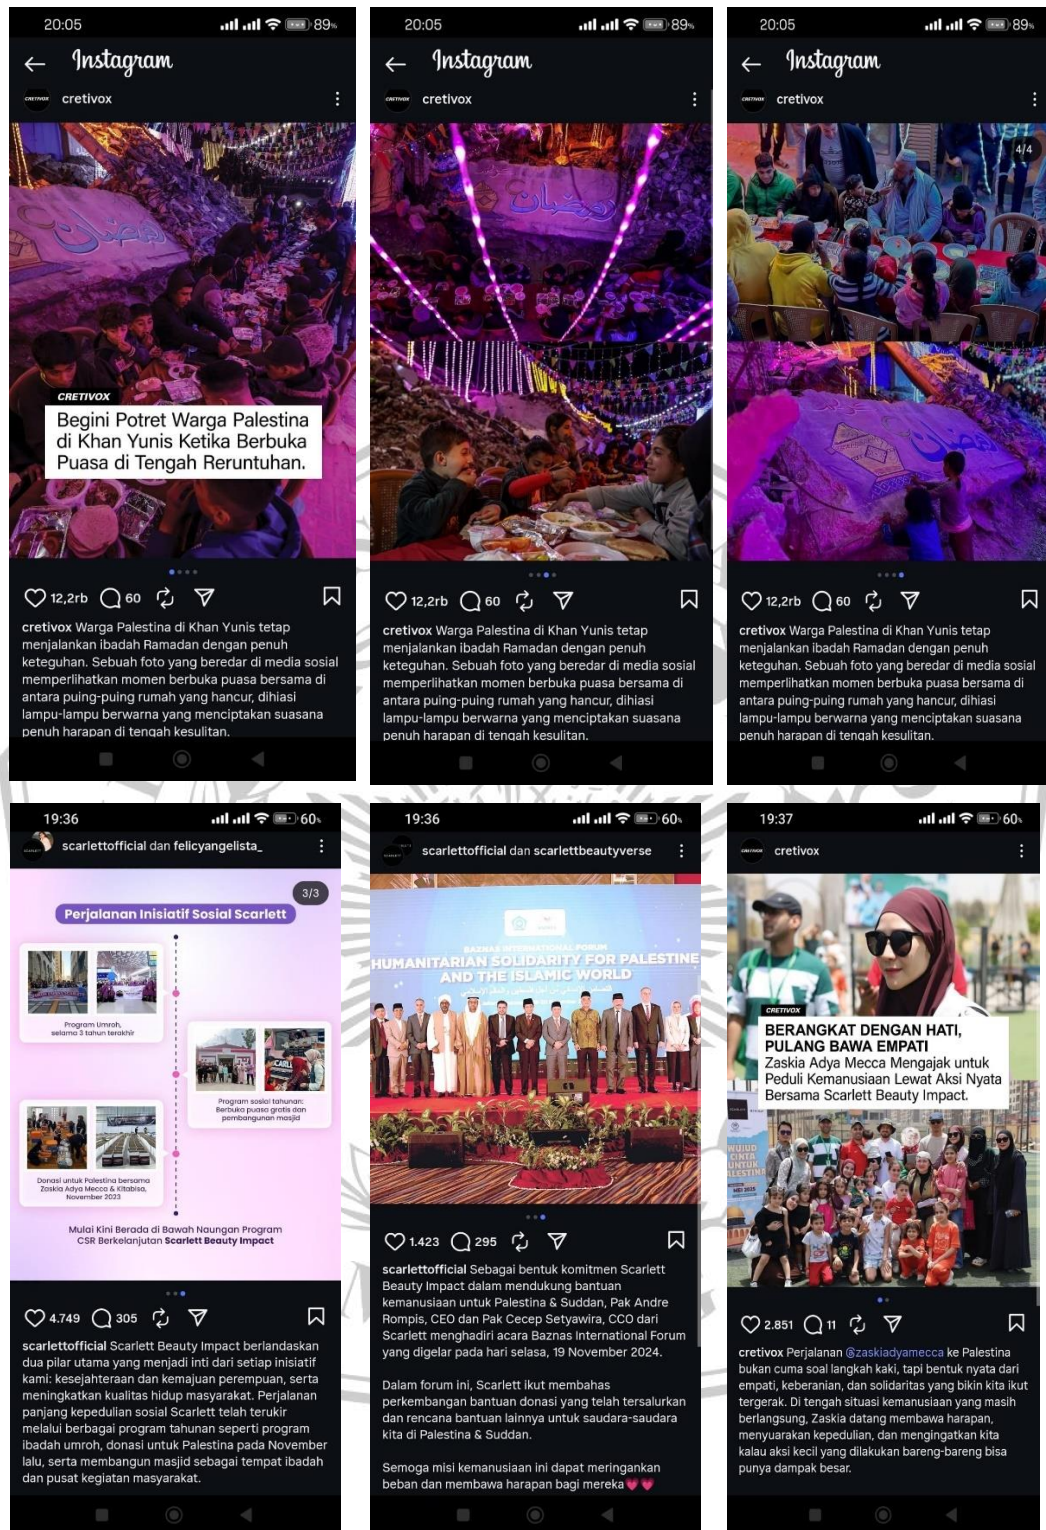 20:05
89%
Instagram
cretivox
رمضان
CRETIVOX
Begini Potret Warga Palestina
di Khan Yunis Ketika Berbuka
Puasa di Tengah Reruntuhan.
12,2rb 60
cretivox Warga Palestina di Khan Yunis tetap
menjalankan ibadah Ramadan dengan penuh
keteguhan. Sebuah foto yang beredar di media sosial
memperlihatkan momen berbuka puasa bersama di
antara puing-puing rumah yang hancur, dihiasi
lampu-lampu berwarna yang menciptakan suasana
penuh harapan di tengah kesulitan.
20:05
89%
Instagram
cretivox
رمضان
12,2rb 60
cretivox Warga Palestina di Khan Yunis tetap
menjalankan ibadah Ramadan dengan penuh
keteguhan. Sebuah foto yang beredar di media sosial
memperlihatkan momen berbuka puasa bersama di
antara puing-puing rumah yang hancur, dihiasi
lampu-lampu berwarna yang menciptakan suasana
penuh harapan di tengah kesulitan.
20:05
89%
Instagram
cretivox
4/4
رمضان
12,2rb 60
cretivox Warga Palestina di Khan Yunis tetap
menjalankan ibadah Ramadan dengan penuh
keteguhan. Sebuah foto yang beredar di media sosial
memperlihatkan momen berbuka puasa bersama di
antara puing-puing rumah yang hancur, dihiasi
lampu-lampu berwarna yang menciptakan suasana
penuh harapan di tengah kesulitan.
19:36
60%
scarlettofficial dan felicyangelista_
3/3
Perjalanan Inisiatif Sosial Scarlett
Program Umroh,
selama 3 tahun terakhir
Program sosial tahunan;
Berbuka puasa gratis dan
pembangunan masjid
Donasi untuk Palestina bersama
Zaskia Adya Mecca & Kitabisa,
November 2023
Mulai Kini Berada di Bawah Naungan Program
CSR Berkelanjutan Scarlett Beauty Impact
4.749 305
scarlettofficial Scarlett Beauty Impact berlandaskan
dua pilar utama yang menjadi inti dari setiap inisiatif
kami: kesejahteraan dan kemajuan perempuan, serta
meningkatkan kualitas hidup masyarakat. Perjalanan
panjang kepedulian sosial Scarlett telah terukir
melalui berbagai program tahunan seperti program
ibadah umroh, donasi untuk Palestina pada November
lalu, serta membangun masjid sebagai tempat ibadah
dan pusat kegiatan masyarakat.
19:36
60%
scarlettofficial dan scarlettbeautyverse
BAZNAS INTERNATIONAL FORUM
HUMANITARIAN SOLIDARITY FOR PALESTINE
AND THE ISLAMIC WORLD
1.423 295
scarlettofficial Sebagai bentuk komitmen Scarlett
Beauty Impact dalam mendukung bantuan
kemanusiaan untuk Palestina & Suddan, Pak Andre
Rompis, CEO dan Pak Cecep Setyawira, CCO dari
Scarlett menghadiri acara Baznas International Forum
yang digelar pada hari selasa, 19 November 2024.
Dalam forum ini, Scarlett ikut membahas
perkembangan bantuan donasi yang telah tersalurkan
dan rencana bantuan lainnya untuk saudara-saudara
kita di Palestina & Suddan.
Semoga misi kemanusiaan ini dapat meringankan
beban dan membawa harapan bagi mereka💗💗
19:37
60%
cretivox
CRETIVOX
BERANGKAT DENGAN HATI,
PULANG BAWA EMPATI
Zaskia Adya Mecca Mengajak untuk
Peduli Kemanusiaan Lewat Aksi Nyata
Bersama Scarlett Beauty Impact.
WUJUD
CINTA
UNTUK
PALESTINA
MEI 2025
2.851 11
cretivox Perjalanan @zaskiadyamecca ke Palestina
bukan cuma soal langkah kaki, tapi bentuk nyata dari
empati, keberanian, dan solidaritas yang bikin kita ikut
tergerak. Di tengah situasi kemanusiaan yang masih
berlangsung, Zaskia datang membawa harapan,
menyuarakan kepedulian, dan mengingatkan kita
kalau aksi kecil yang dilakukan bareng-bareng bisa
punya dampak besar.